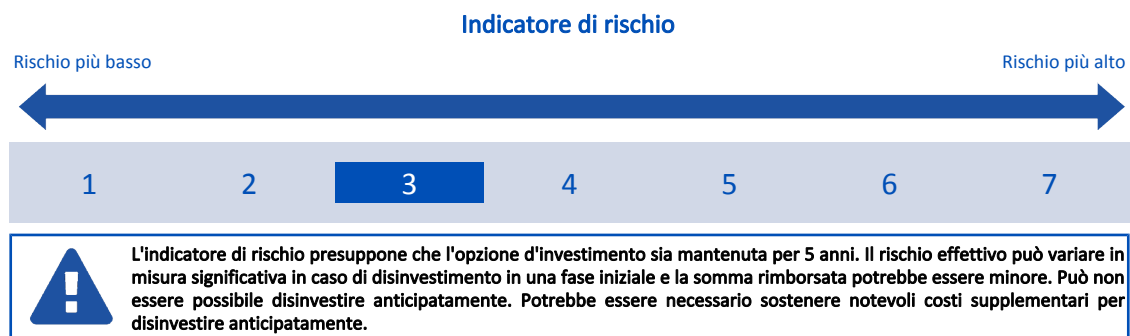 Indicatore di rischio
Rischio più basso Rischio più alto
1 2 3 4 5 6 7
L'indicatore di rischio presuppone che l'opzione d'investimento sia mantenuta per 5 anni. Il rischio effettivo può variare in
misura significativa in caso di disinvestimento in una fase iniziale e la somma rimborsata potrebbe essere minore. Può non
essere possibile disinvestire anticipatamente. Potrebbe essere necessario sostenere notevoli costi supplementari per
disinvestire anticipatamente.